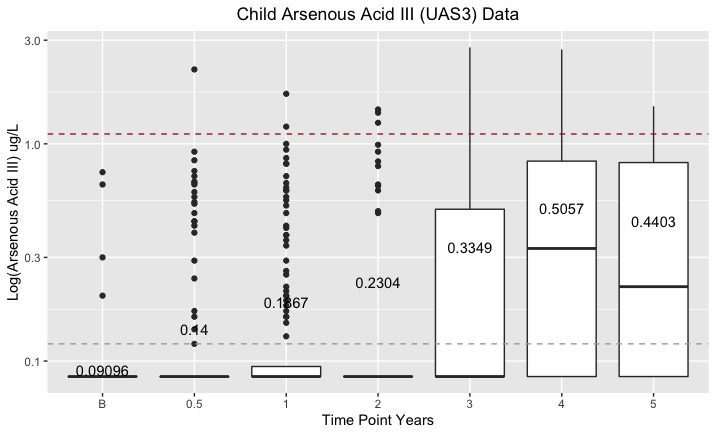 Child Arsenous Acid III (UAS3) Data
Log(Arsenous Acid III) ug/L
3.0
1.0
0.3
0.1
0.09096
0.14
0.1867
0.2304
0.3349
0.5057
0.4403
B 0.5 1 2 3 4 5
Time Point Years